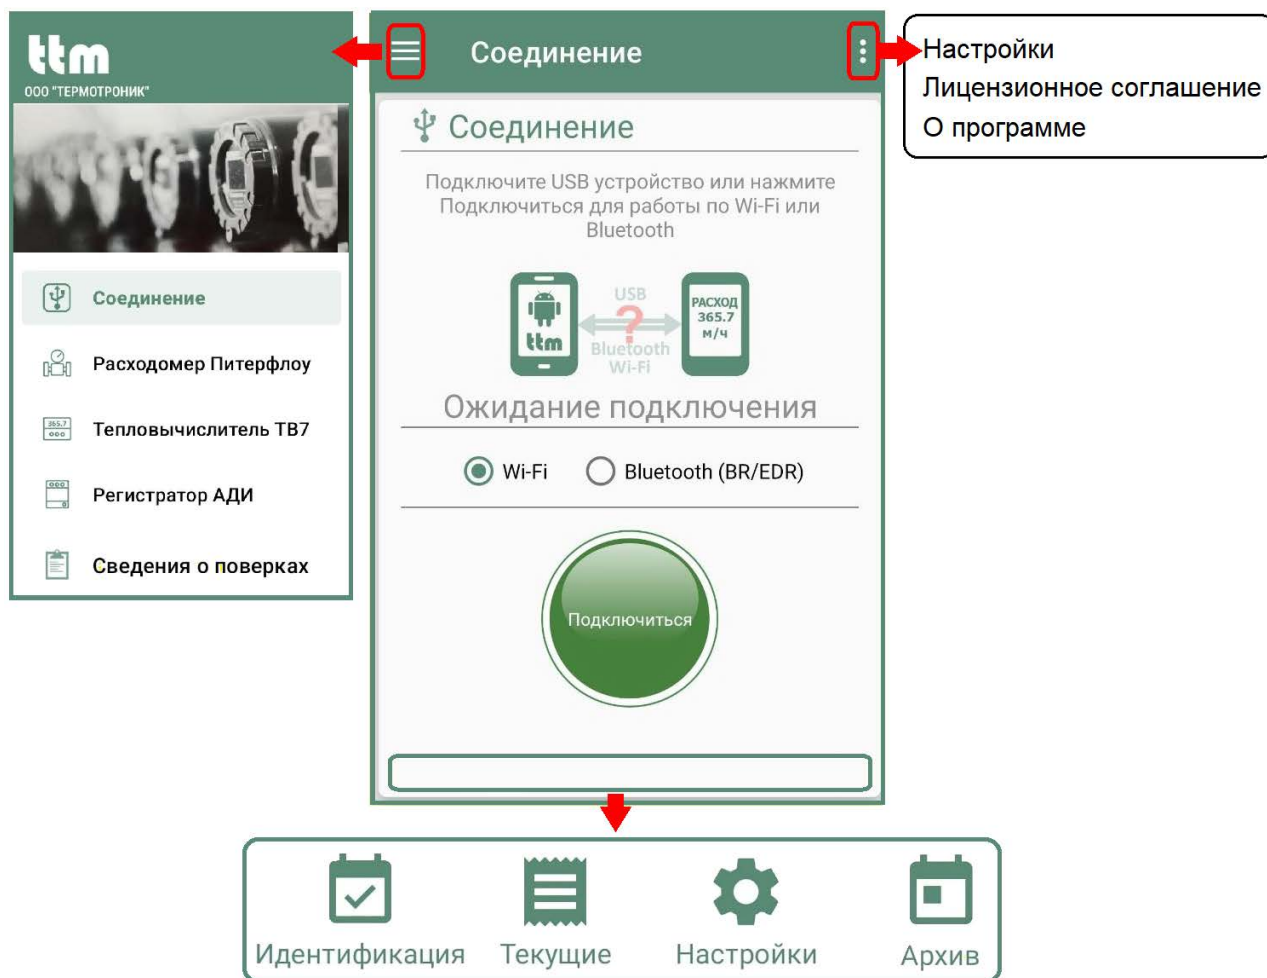 ttm
ООО "ТЕРМОТРОНИК"
Соединение
Расходомер Питерфлоу
365.7
Тепловычислитель ТВ7
Регистратор АДИ
Сведения о поверках
Соединение
Соединение
Подключите USB устройство или нажмите
Подключиться для работы по Wi-Fi или
Bluetooth
ttm
USB
?
Bluetooth
Wi-Fi
РАСХОД
365.7
м/ч
Ожидание подключения
Wi-Fi
Bluetooth (BR/EDR)
Подключиться
Настройки
Лицензионное соглашение
О программе
Идентификация
Текущие
Настройки
Архив